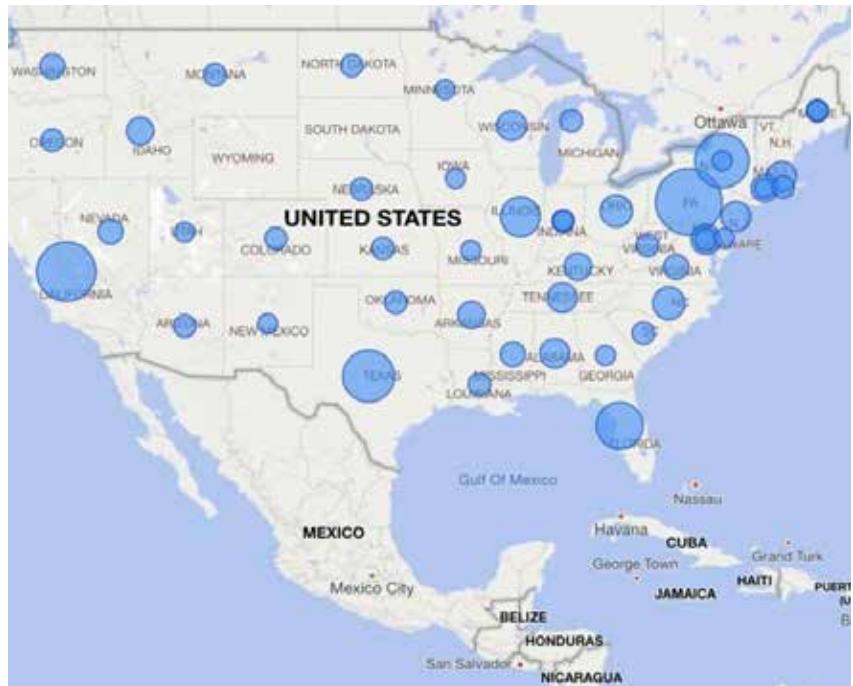 WASHINGTON
MONTANA
NORTH DAKOTA
MINNESOTA
Ottawa
VT.
N.H.
OREGON
IDAHO
SOUTH DAKOTA
WISCONSIN
MICHIGAN
WYOMING
IOWA
NEBRASKA
PA
NEVADA
UNITED STATES
ILLINOIS
INDIANA
UTAH
COLORADO
KANSAS
MISSOURI
WEST
VIRGINIA
KENTUCKY
VIRGINIA
CALIFORNIA
OKLAHOMA
TENNESSEE
NC
ARIZONA
NEW MEXICO
ARKANSAS
SC
ALABAMA
MISSISSIPPI
GEORGIA
TEXAS
LOUISIANA
FLORIDA
Gulf Of Mexico
Nassau
MEXICO
Havana
CUBA
Grand Turk
Mexico City
George Town
HAITI
PUERT
(U
JAMAICA
BELIZE
HONDURAS
San Salvador
NICARAGUA